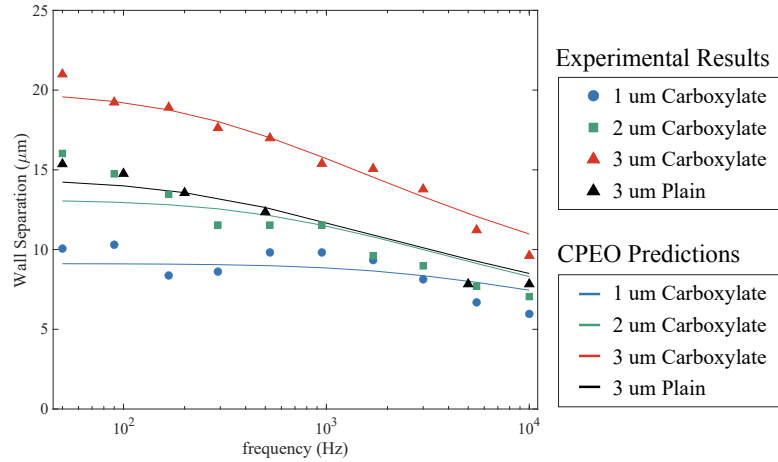 25
20
15
10
5
0
Wall Separation (μm)
10²
10³
10⁴
frequency (Hz)
Experimental Results
1 um Carboxylate
2 um Carboxylate
3 um Carboxylate
3 um Plain
CPEO Predictions
1 um Carboxylate
2 um Carboxylate
3 um Carboxylate
3 um Plain